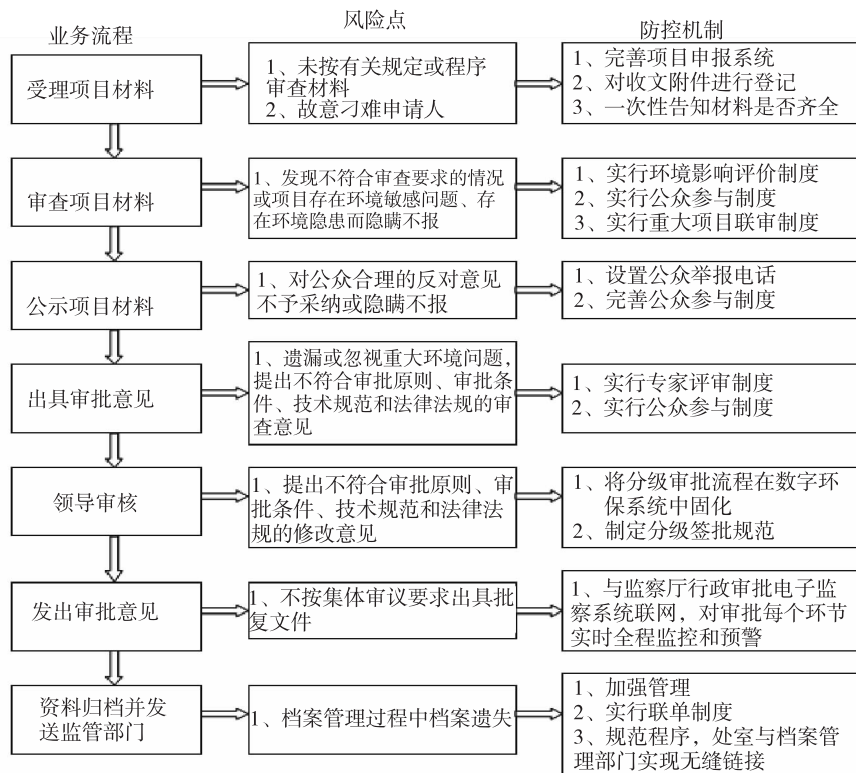 业务流程
风险点
防控机制
受理项目材料
1、未按有关规定或程序
审查材料
2、故意刁难申请人
1、完善项目申报系统
2、对收文附件进行登记
3、一次性告知材料是否齐全
审查项目材料
1、发现不符合审查要求的情况
或项目存在环境敏感问题、存
在环境隐患而隐瞒不报
1、实行环境影响评价制度
2、实行公众参与制度
3、实行重大项目联审制度
公示项目材料
1、对公众合理的反对意见
不予采纳或隐瞒不报
1、设置公众举报电话
2、完善公众参与制度
出具审批意见
1、遗漏或忽视重大环境问题，
提出不符合审批原则、审批条
件、技术规范和法律法规的审
查意见
1、实行专家评审制度
2、实行公众参与制度
领导审核
1、提出不符合审批原则、审
批条件、技术规范和法律法
规的修改意见
1、将分级审批流程在数字环
保系统中固化
2、制定分级签批规范
发出审批意见
1、不按集体审议要求出具批
复文件
1、与监察厅行政审批电子监
察系统联网，对审批每个环节
实时全程监控和预警
资料归档并发
送监管部门
1、档案管理过程中档案遗失
1、加强管理
2、实行联单制度
3、规范程序，处室与档案管
理部门实现无缝链接